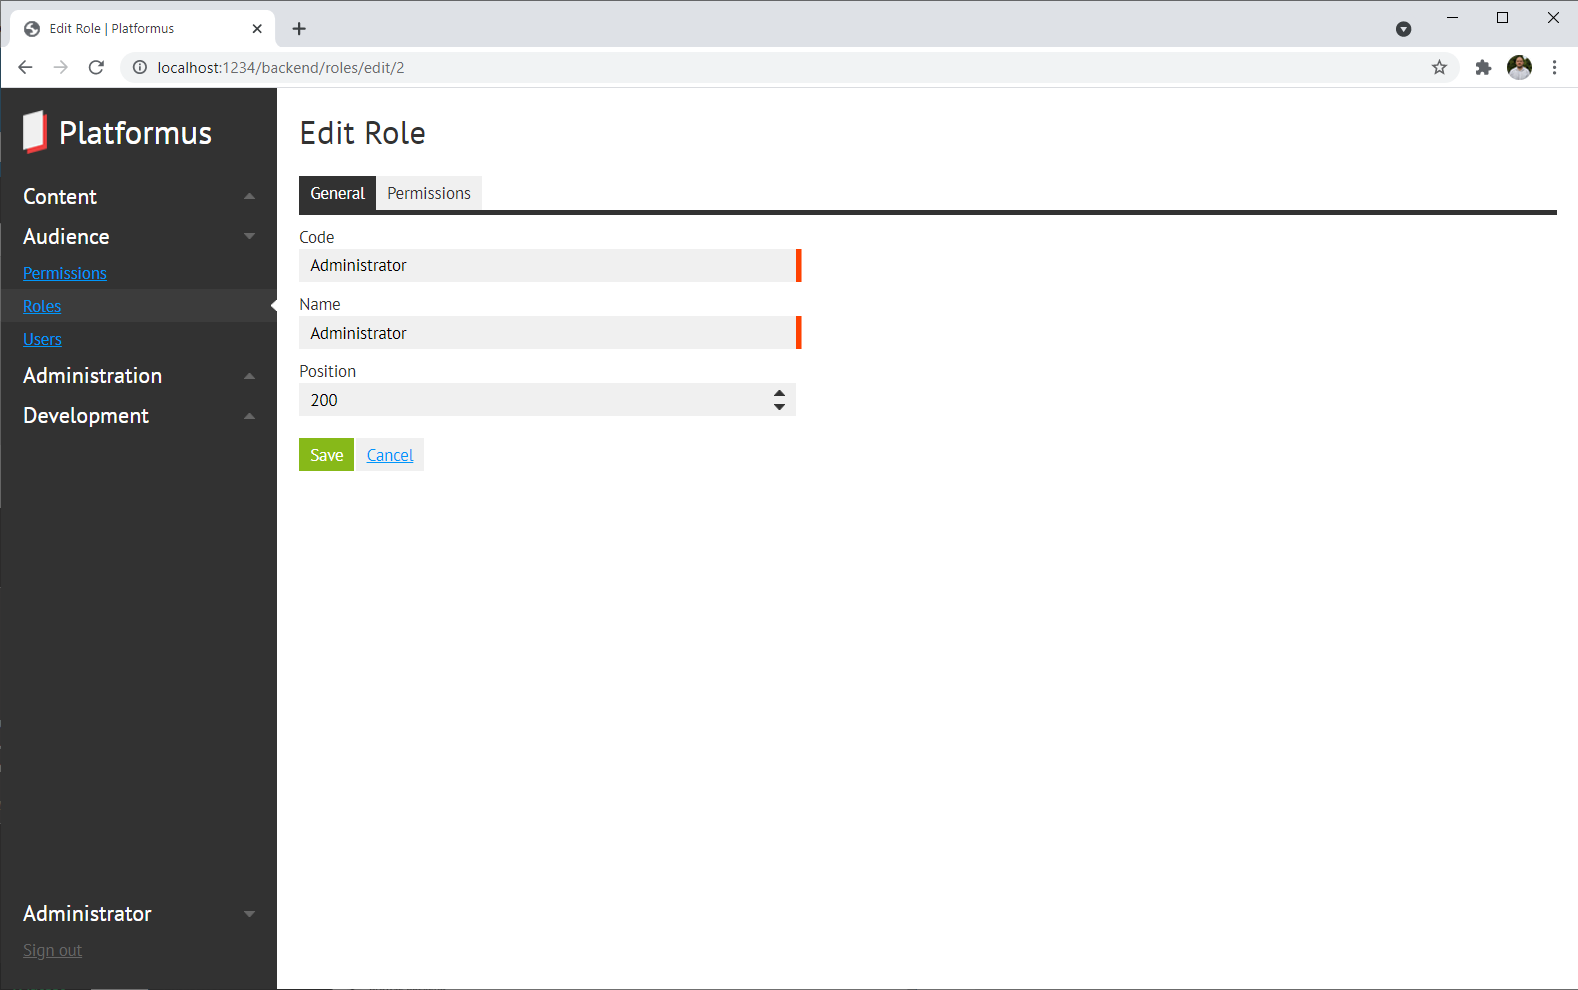 Edit Role | Platformus
localhost:1234/backend/roles/edit/2
Platformus
Content
Audience
Permissions
Roles
Users
Administration
Development
Administrator
Sign out
Edit Role
General Permissions
Code
Administrator
Name
Administrator
Position
200
Save Cancel